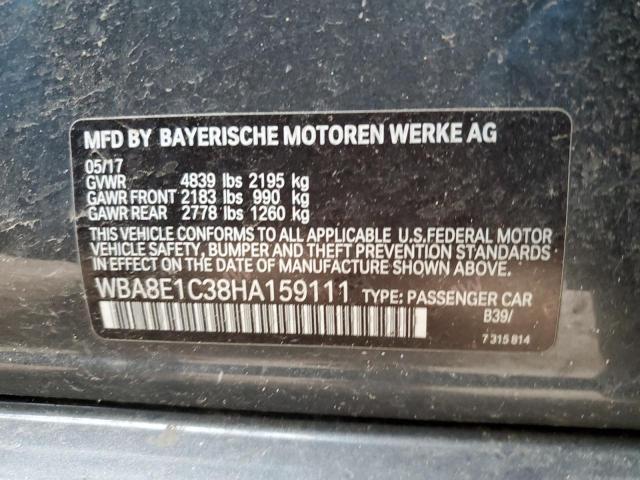 MFD BY BAYERISCHE MOTOREN WERKE AG
05/17
GVWR 4839 lbs 2195 kg
GAWR FRONT 2183 lbs 990 kg
GAWR REAR 2778 lbs 1260 kg
THIS VEHICLE CONFORMS TO ALL APPLICABLE U.S.FEDERAL MOTOR
VEHICLE SAFETY, BUMPER AND THEFT PREVENTION STANDARDS
IN EFFECT ON THE DATE OF MANUFACTURE SHOWN ABOVE.
WBA8E1C38HA159111 TYPE: PASSENGER CAR
B39/
7 315 814